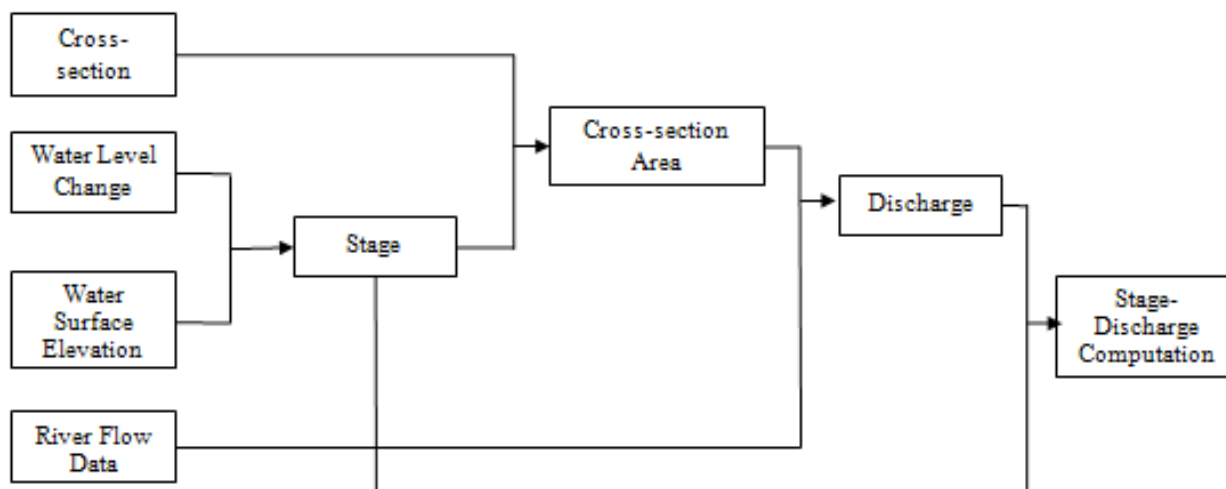 Cross-
section
Water Level
Change
Water
Surface
Elevation
River Flow
Data
Stage
Cross-section
Area
Discharge
Stage-
Discharge
Computation